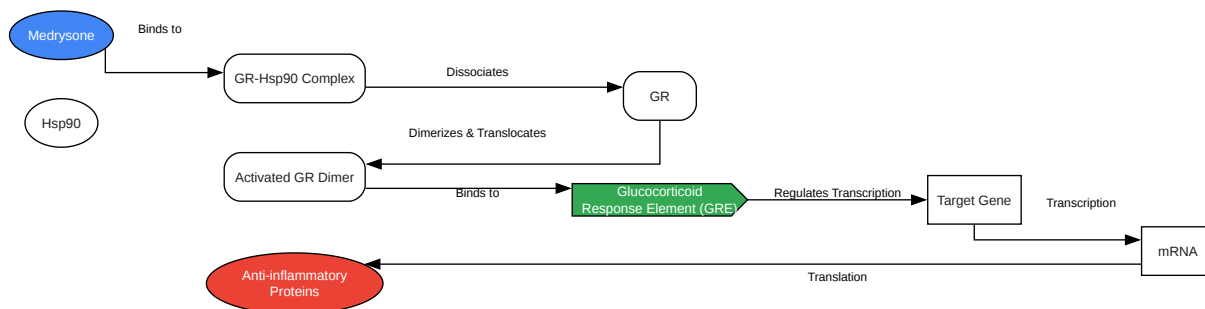 Medrysone
Binds to
GR-Hsp90 Complex
Dissociates
GR
Hsp90
Dimerizes & Translocates
Activated GR Dimer
Binds to
Glucocorticoid
Response Element (GRE)
Regulates Transcription
Target Gene
Transcription
mRNA
Translation
Anti-inflammatory
Proteins